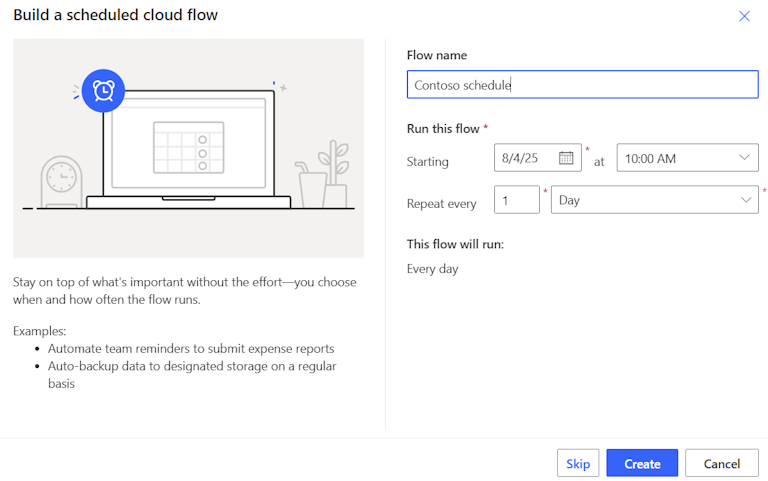 Build a scheduled cloud flow
Stay on top of what's important without the effort—you choose
when and how often the flow runs.
Examples:
• Automate team reminders to submit expense reports
• Auto-backup data to designated storage on a regular
basis
Flow name
Contoso schedule
Run this flow *
Starting 8/4/25 * at 10:00 AM
Repeat every 1 * Day *
This flow will run:
Every day
Skip Create Cancel